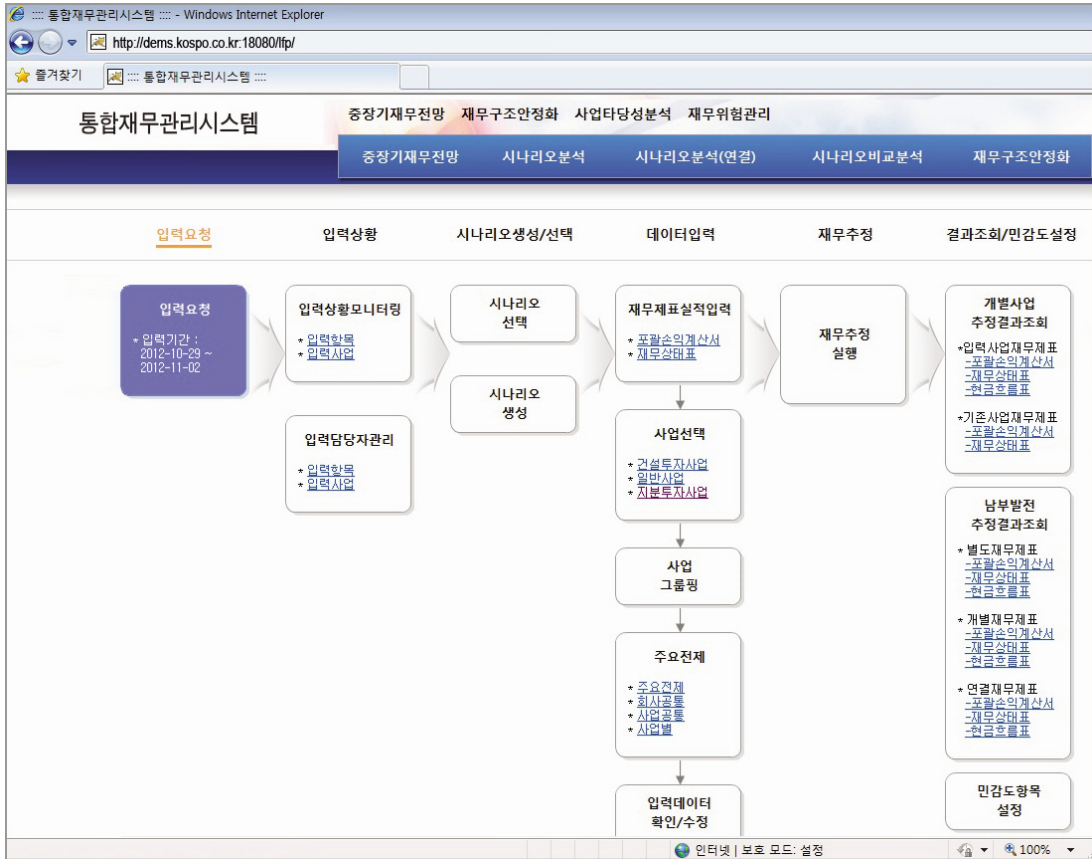 :::: 통합재무관리시스템 :::: - Windows Internet Explorer
http://dems.kospo.co.kr:18080/lfp/
즐겨찾기
:::: 통합재무관리시스템 ::::
통합재무관리시스템
중장기재무전망 재무구조안정화 사업타당성분석 재무위험관리
중장기재무전망 시나리오분석 시나리오분석(연결) 시나리오비교분석 재무구조안정화
입력요청 입력상황 시나리오생성/선택 데이터입력 재무추정 결과조회/민감도설정
입력요청
* 입력기간 :
2012-10-29 ~
2012-11-02
입력상황모니터링
* 입력항목
* 입력사업
입력담당자관리
* 입력항목
* 입력사업
시나리오
선택
시나리오
생성
재무제표실적입력
* 포괄손익계산서
* 재무상태표
사업선택
* 건설투자사업
* 일반사업
* 지분투자사업
사업
그룹핑
주요전제
* 주요전제
* 회사공통
* 사업공통
* 사업별
입력데이터
확인/수정
재무추정
실행
개별사업
추정결과조회
*입력사업재무제표
-포괄손익계산서
-재무상태표
-현금흐름표
*기존사업재무제표
-포괄손익계산서
-재무상태표
남부발전
추정결과조회
* 별도재무제표
-포괄손익계산서
-재무상태표
-현금흐름표
* 개별재무제표
-포괄손익계산서
-재무상태표
-현금흐름표
* 연결재무제표
-포괄손익계산서
-재무상태표
-현금흐름표
민감도항목
설정
인터넷 | 보호 모드: 설정
100%